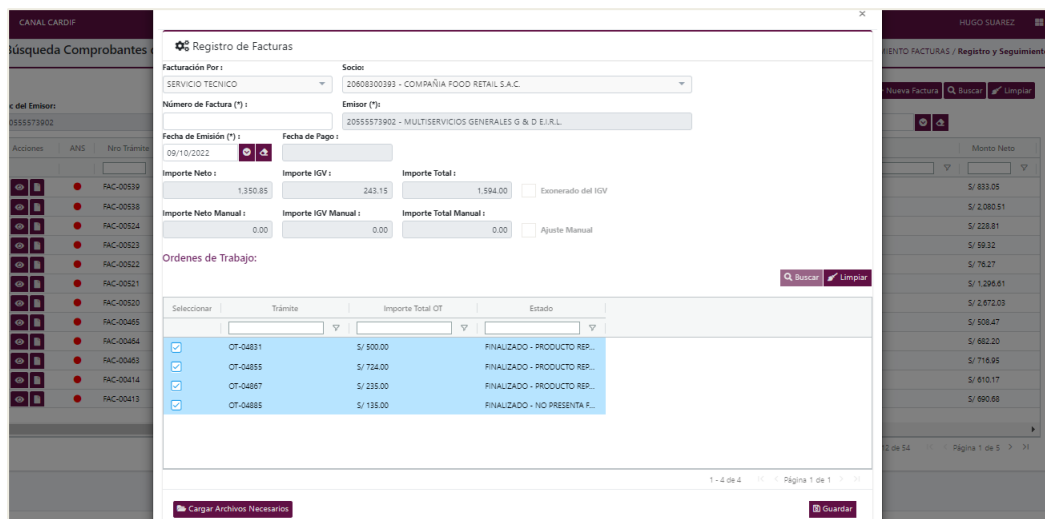 CANAL CARDIF
HUGO SUAREZ
Búsqueda Comprobantes
MIENTO FACTURAS / Registro y Seguimiento
Nueva Factura Buscar Limpiar
c del Emisor:
0555573902
Acciones ANS Nro Trámite Monto Neto
FAC-00539 S/ 833.05
FAC-00538 S/ 2,080.51
FAC-00524 S/ 228.81
FAC-00523 S/ 59.32
FAC-00522 S/ 76.27
FAC-00521 S/ 1,296.61
FAC-00520 S/ 2,672.03
FAC-00465 S/ 508.47
FAC-00464 S/ 682.20
FAC-00463 S/ 716.95
FAC-00414 S/ 610.17
FAC-00413 S/ 690.68
12 de 54 Página 1 de 5
×
Registro de Facturas
Facturación Por : Socio:
SERVICIO TECNICO 20608300393 - COMPAÑIA FOOD RETAIL S.A.C.
Número de Factura (*) : Emisor (*):
20555573902 - MULTISERVICIOS GENERALES G & D E.I.R.L.
Fecha de Emisión (*) : Fecha de Pago :
09/10/2022
Importe Neto : Importe IGV : Importe Total :
1,350.85 243.15 1,594.00 Exonerado del IGV
Importe Neto Manual : Importe IGV Manual : Importe Total Manual :
0.00 0.00 0.00 Ajuste Manual
Ordenes de Trabajo:
Buscar Limpiar
Seleccionar Trámite Importe Total OT Estado
OT-04831 S/ 500.00 FINALIZADO - PRODUCTO REP...
OT-04855 S/ 724.00 FINALIZADO - PRODUCTO REP...
OT-04867 S/ 235.00 FINALIZADO - PRODUCTO REP...
OT-04885 S/ 135.00 FINALIZADO - NO PRESENTA F...
1 - 4 de 4 Página 1 de 1
Cargar Archivos Necesarios Guardar